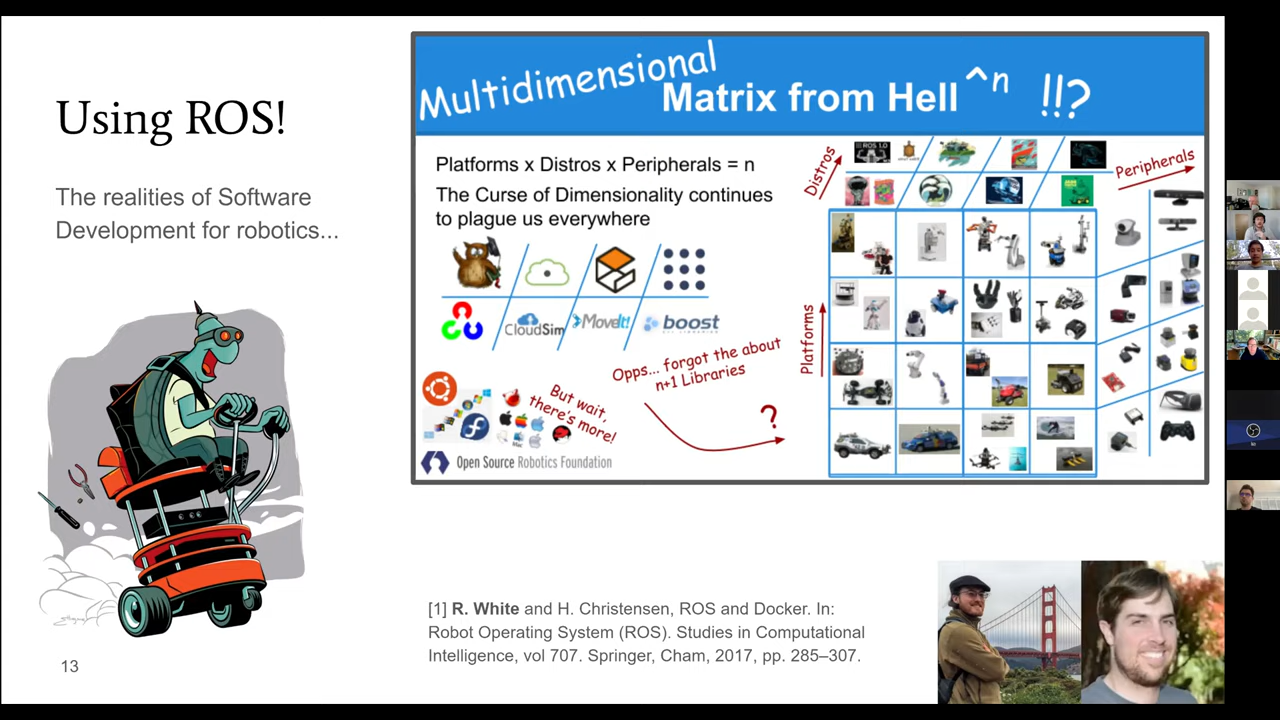 Using ROS!
The realities of Software
Development for robotics...
13
Multidimensional
Matrix from Hell ^n !!?
Platforms x Distros x Peripherals = n
The Curse of Dimensionality continues
to plague us everywhere
CloudSim
MoveIt!
boost
Opps... forgot the about
n+1 Libraries
?
But wait,
there's more!
Open Source Robotics Foundation
Distros
ROS 1.0
Peripherals
Platforms
[1] R. White and H. Christensen, ROS and Docker. In:
Robot Operating System (ROS). Studies in Computational
Intelligence, vol 707. Springer, Cham, 2017, pp. 285–307.